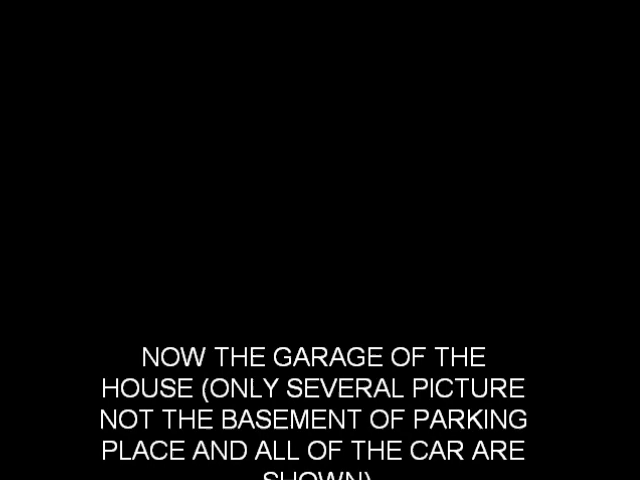 NOW THE GARAGE OF THE
HOUSE (ONLY SEVERAL PICTURE
NOT THE BASEMENT OF PARKING
PLACE AND ALL OF THE CAR ARE
SHOWN)